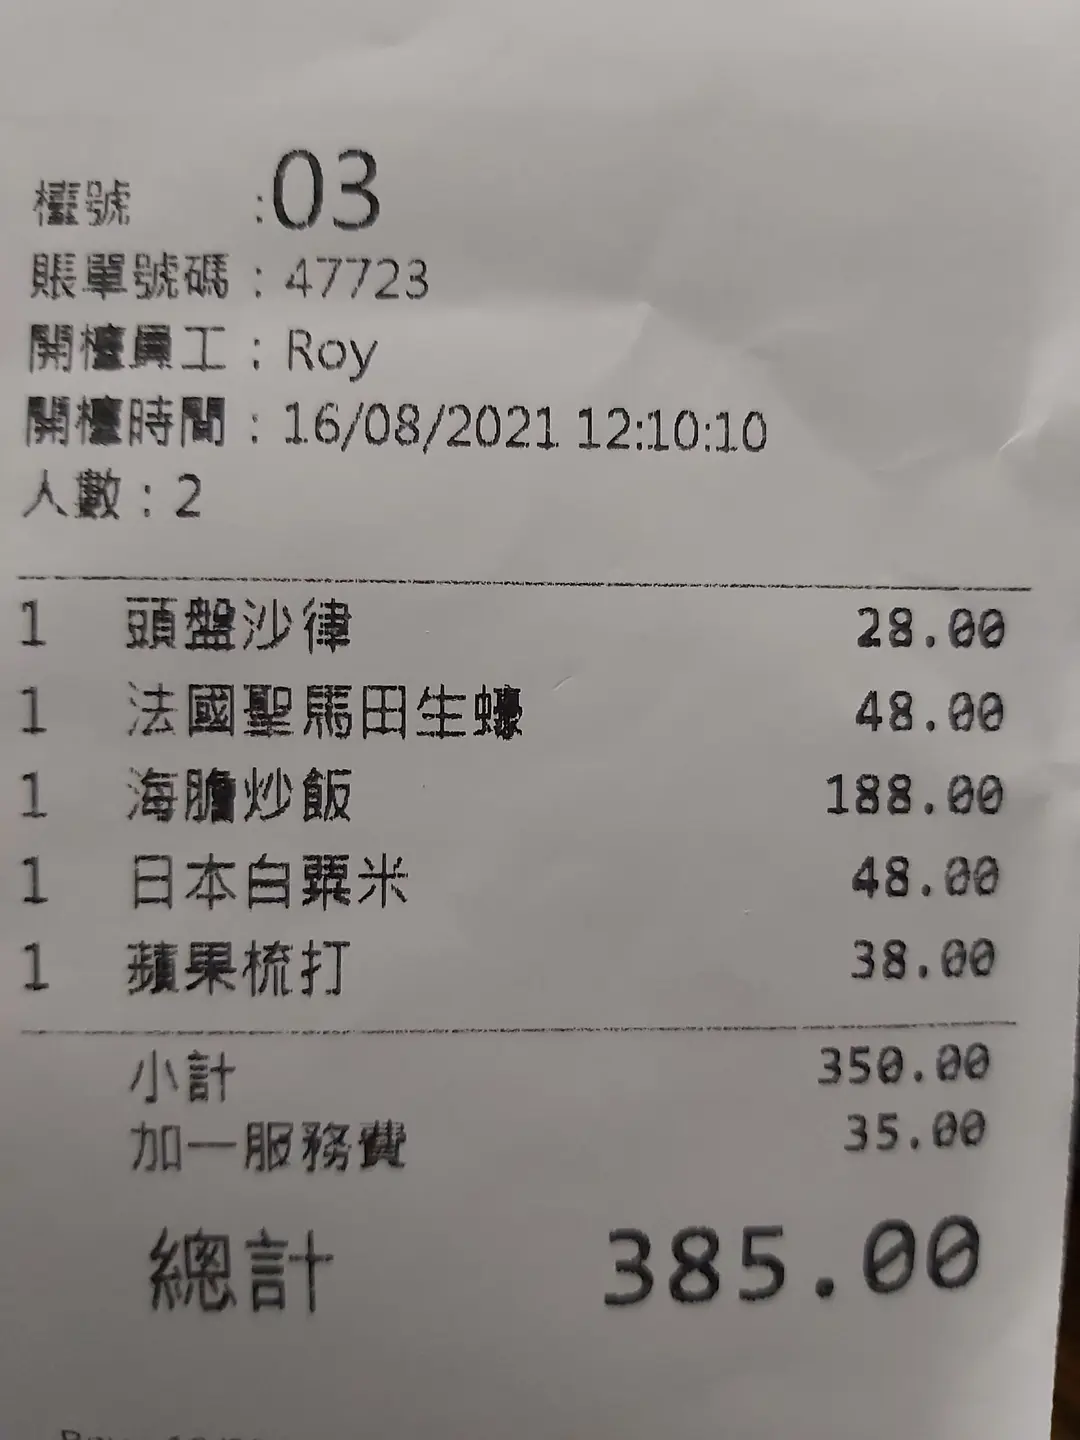 檯號 :03
賬單號碼 : 47723
開檯員工 : Roy
開檯時間 : 16/08/2021 12:10:10
人數 : 2
1 頭盤沙律 28.00
1 法國聖馬田生蠔 48.00
1 海膽炒飯 188.00
1 日本白粟米 48.00
1 蘋果梳打 38.00
小計 350.00
加一服務費 35.00
總計 385.00